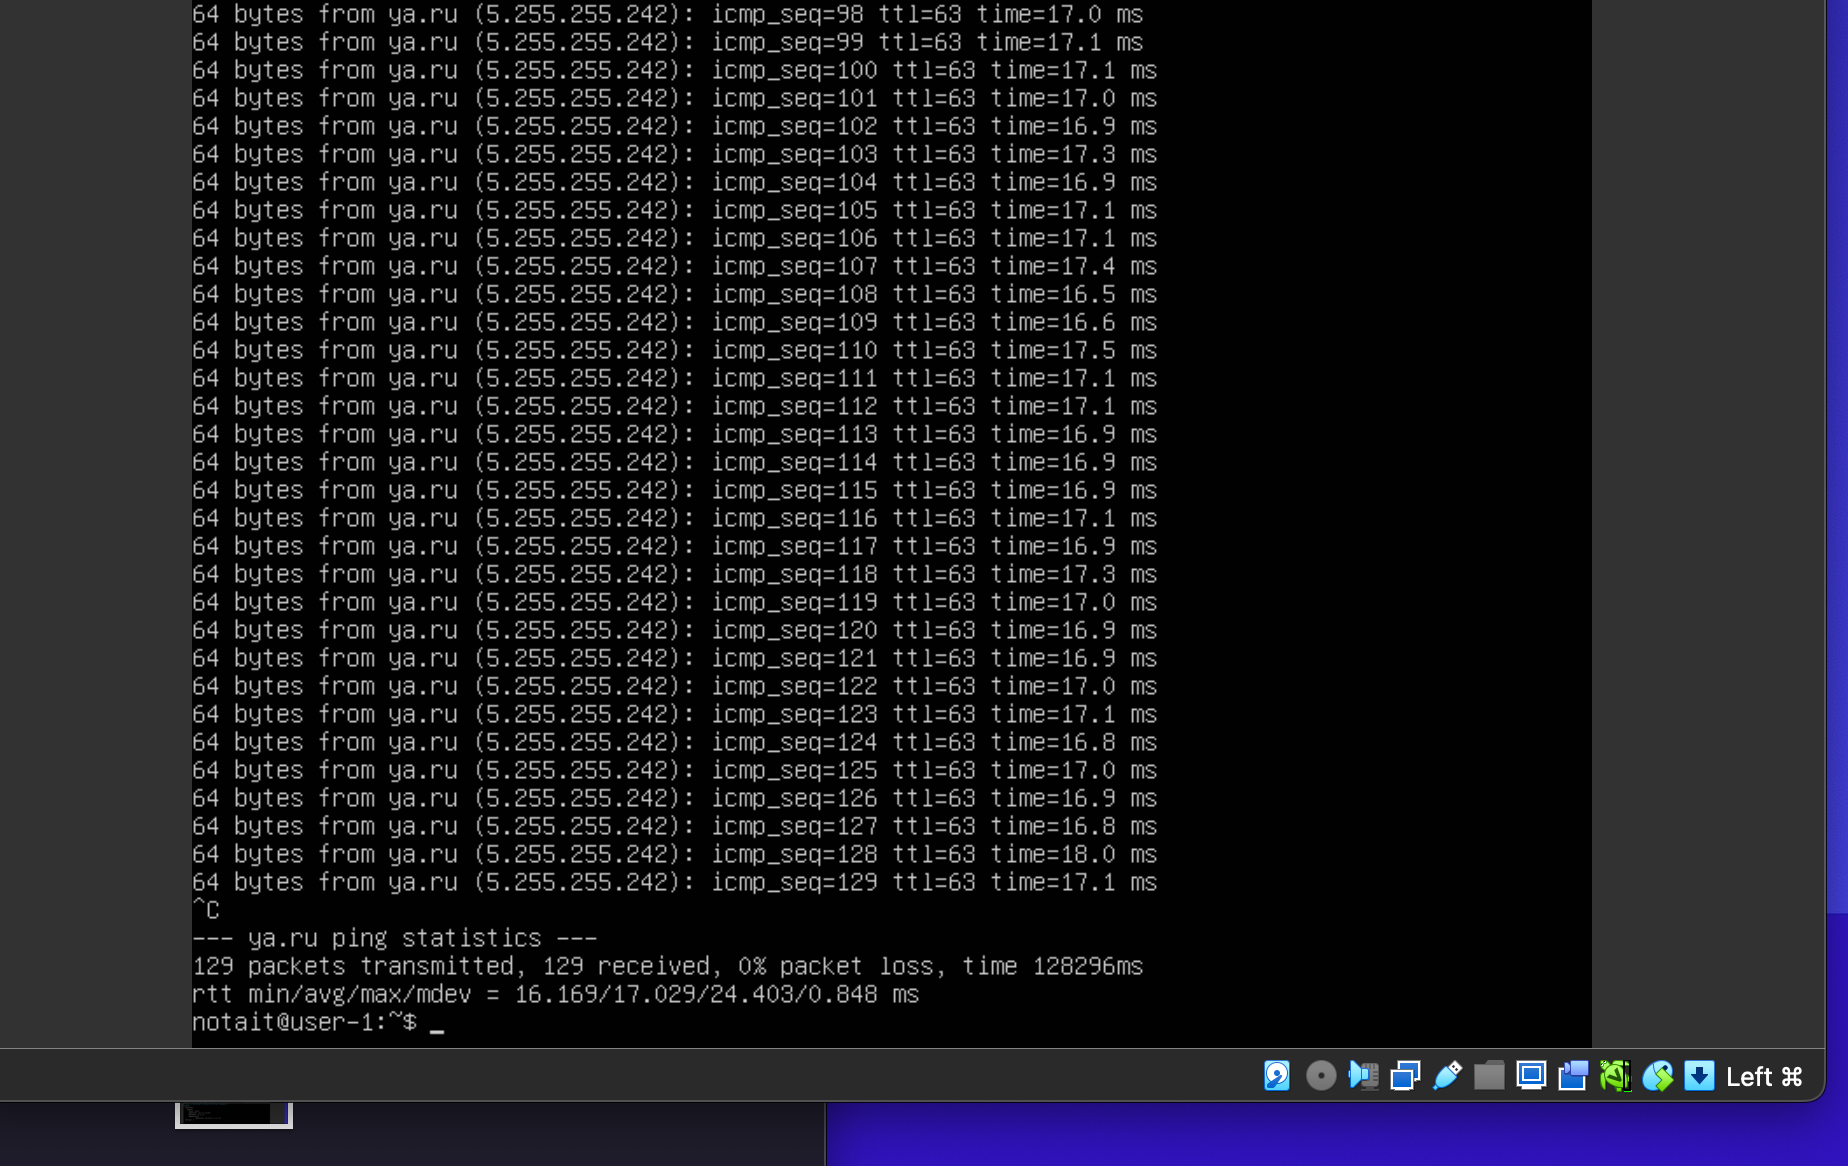 64 bytes from ya.ru (5.255.255.242): icmp_seq=98 ttl=63 time=17.0 ms
64 bytes from ya.ru (5.255.255.242): icmp_seq=99 ttl=63 time=17.1 ms
64 bytes from ya.ru (5.255.255.242): icmp_seq=100 ttl=63 time=17.1 ms
64 bytes from ya.ru (5.255.255.242): icmp_seq=101 ttl=63 time=17.0 ms
64 bytes from ya.ru (5.255.255.242): icmp_seq=102 ttl=63 time=16.9 ms
64 bytes from ya.ru (5.255.255.242): icmp_seq=103 ttl=63 time=17.3 ms
64 bytes from ya.ru (5.255.255.242): icmp_seq=104 ttl=63 time=16.9 ms
64 bytes from ya.ru (5.255.255.242): icmp_seq=105 ttl=63 time=17.1 ms
64 bytes from ya.ru (5.255.255.242): icmp_seq=106 ttl=63 time=17.1 ms
64 bytes from ya.ru (5.255.255.242): icmp_seq=107 ttl=63 time=17.4 ms
64 bytes from ya.ru (5.255.255.242): icmp_seq=108 ttl=63 time=16.5 ms
64 bytes from ya.ru (5.255.255.242): icmp_seq=109 ttl=63 time=16.6 ms
64 bytes from ya.ru (5.255.255.242): icmp_seq=110 ttl=63 time=17.5 ms
64 bytes from ya.ru (5.255.255.242): icmp_seq=111 ttl=63 time=17.1 ms
64 bytes from ya.ru (5.255.255.242): icmp_seq=112 ttl=63 time=17.1 ms
64 bytes from ya.ru (5.255.255.242): icmp_seq=113 ttl=63 time=16.9 ms
64 bytes from ya.ru (5.255.255.242): icmp_seq=114 ttl=63 time=16.9 ms
64 bytes from ya.ru (5.255.255.242): icmp_seq=115 ttl=63 time=16.9 ms
64 bytes from ya.ru (5.255.255.242): icmp_seq=116 ttl=63 time=17.1 ms
64 bytes from ya.ru (5.255.255.242): icmp_seq=117 ttl=63 time=16.9 ms
64 bytes from ya.ru (5.255.255.242): icmp_seq=118 ttl=63 time=17.3 ms
64 bytes from ya.ru (5.255.255.242): icmp_seq=119 ttl=63 time=17.0 ms
64 bytes from ya.ru (5.255.255.242): icmp_seq=120 ttl=63 time=16.9 ms
64 bytes from ya.ru (5.255.255.242): icmp_seq=121 ttl=63 time=16.9 ms
64 bytes from ya.ru (5.255.255.242): icmp_seq=122 ttl=63 time=17.0 ms
64 bytes from ya.ru (5.255.255.242): icmp_seq=123 ttl=63 time=17.1 ms
64 bytes from ya.ru (5.255.255.242): icmp_seq=124 ttl=63 time=16.8 ms
64 bytes from ya.ru (5.255.255.242): icmp_seq=125 ttl=63 time=17.0 ms
64 bytes from ya.ru (5.255.255.242): icmp_seq=126 ttl=63 time=16.9 ms
64 bytes from ya.ru (5.255.255.242): icmp_seq=127 ttl=63 time=16.8 ms
64 bytes from ya.ru (5.255.255.242): icmp_seq=128 ttl=63 time=18.0 ms
64 bytes from ya.ru (5.255.255.242): icmp_seq=129 ttl=63 time=17.1 ms
^C
--- ya.ru ping statistics ---
129 packets transmitted, 129 received, 0% packet loss, time 128296ms
rtt min/avg/max/mdev = 16.169/17.029/24.403/0.848 ms
notait@user-1:~$ _
Left ⌘